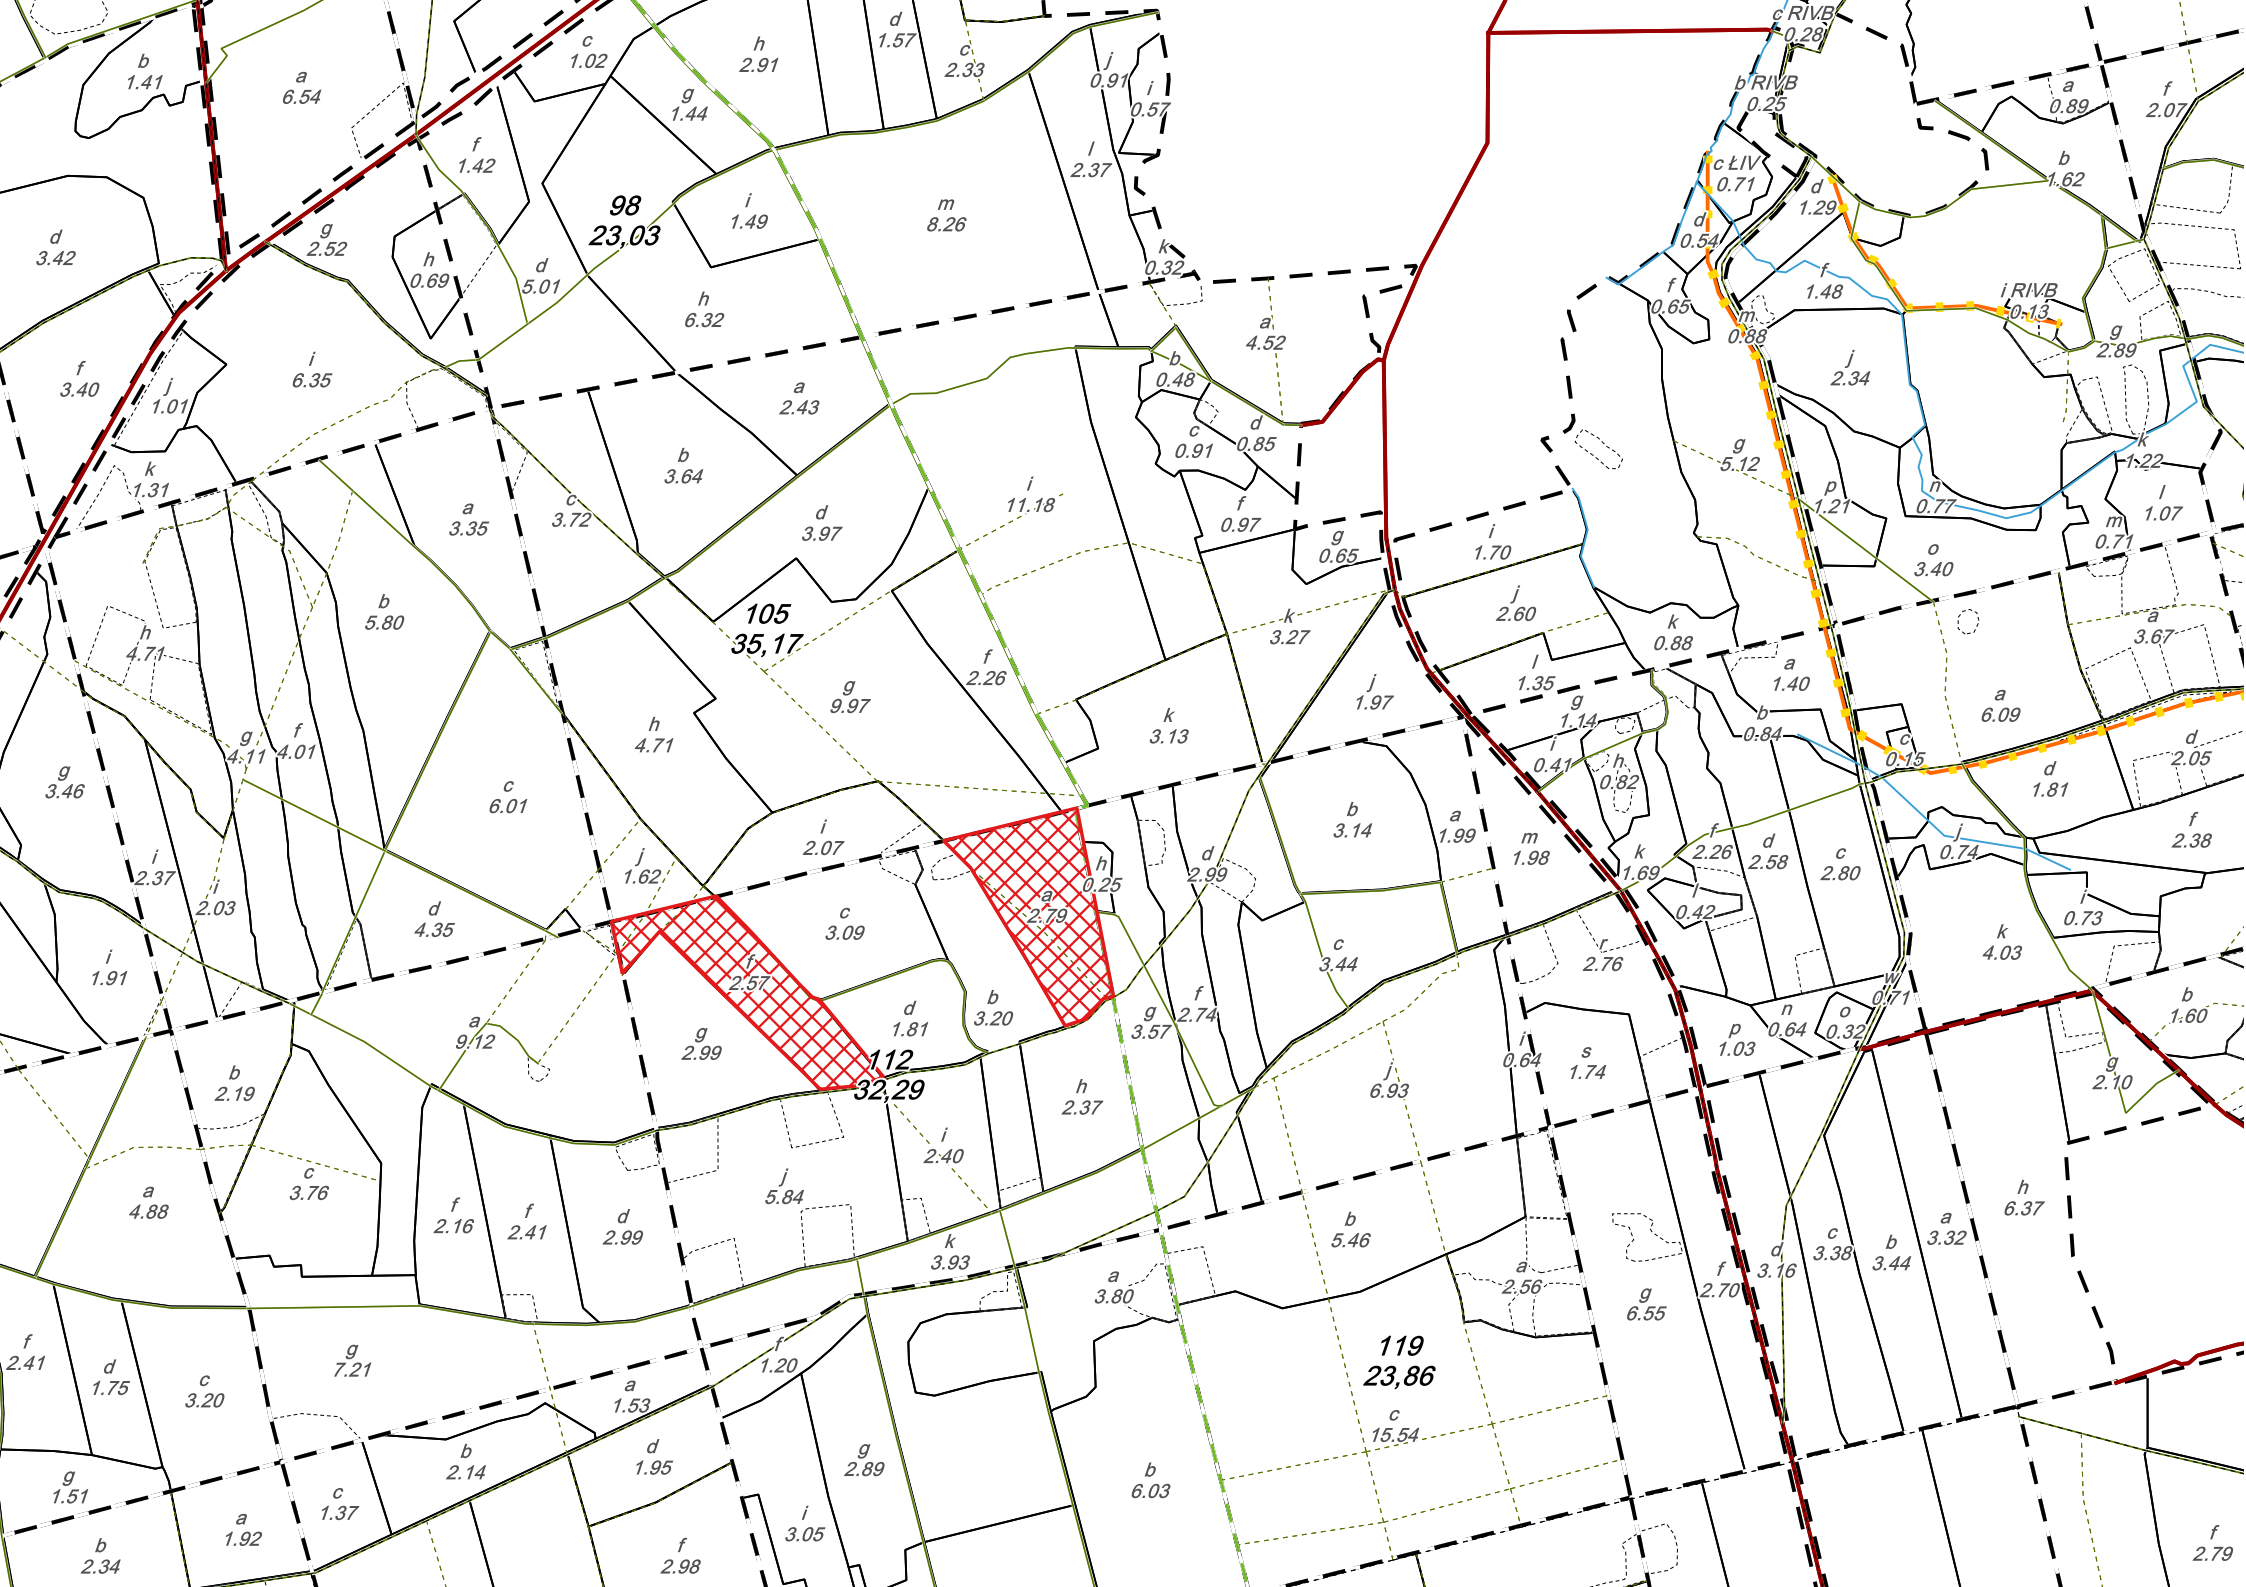 c RIVB
0.28
b
1.41
a
6.54
c
1.02
h
2.91
d
1.57
c
2.33
j
0.91
i
0.57
b RIVB
0.25
a
0.89
f
2.07
g
1.44
f
1.42
l
2.37
c ŁIV
0.71
d
1.29
b
1.62
d
3.42
g
2.52
h
0.69
d
5.01
98
23,03
i
1.49
m
8.26
k
0.32
d
0.54
f
0.65
f
1.48
i RIVB
0.13
h
6.32
a
4.52
m
0.88
g
2.89
f
3.40
j
1.01
i
6.35
a
2.43
b
0.48
j
2.34
k
1.31
b
3.64
c
0.91
d
0.85
g
5.12
k
1.22
a
3.35
c
3.72
d
3.97
i
11.18
f
0.97
g
0.65
i
1.70
p
1.21
n
0.77
l
1.07
m
0.71
o
3.40
b
5.80
h
4.71
105
35,17
k
3.27
j
2.60
k
0.88
a
3.67
f
2.26
g
9.97
j
1.97
l
1.35
a
1.40
g
4.11
f
4.01
h
4.71
k
3.13
g
1.14
b
0.84
a
6.09
g
3.46
c
6.01
i
0.41
h
0.82
c
0.15
d
1.81
d
2.05
i
2.07
b
3.14
a
1.99
m
1.98
f
2.26
d
2.58
c
2.80
j
0.74
f
2.38
i
2.37
i
2.03
j
1.62
h
0.25
d
2.99
k
1.69
l
0.42
d
4.35
c
3.09
a
2.79
i
0.73
i
1.91
f
2.57
c
3.44
r
2.76
k
4.03
a
9.12
g
2.99
d
1.81
b
3.20
g
3.57
f
2.74
w
0.71
n
0.64
o
0.32
b
1.60
b
2.19
112
32,29
h
2.37
j
6.93
i
0.64
s
1.74
p
1.03
g
2.10
a
4.88
c
3.76
f
2.16
f
2.41
d
2.99
j
5.84
i
2.40
k
3.93
b
5.46
h
6.37
c
3.38
b
3.44
a
3.32
d
3.16
f
2.70
a
3.80
a
2.56
g
6.55
f
2.41
d
1.75
c
3.20
g
7.21
f
1.20
119
23,86
a
1.53
c
15.54
g
1.51
b
2.14
d
1.95
g
2.89
b
6.03
b
2.34
a
1.92
c
1.37
f
2.98
i
3.05
f
2.79